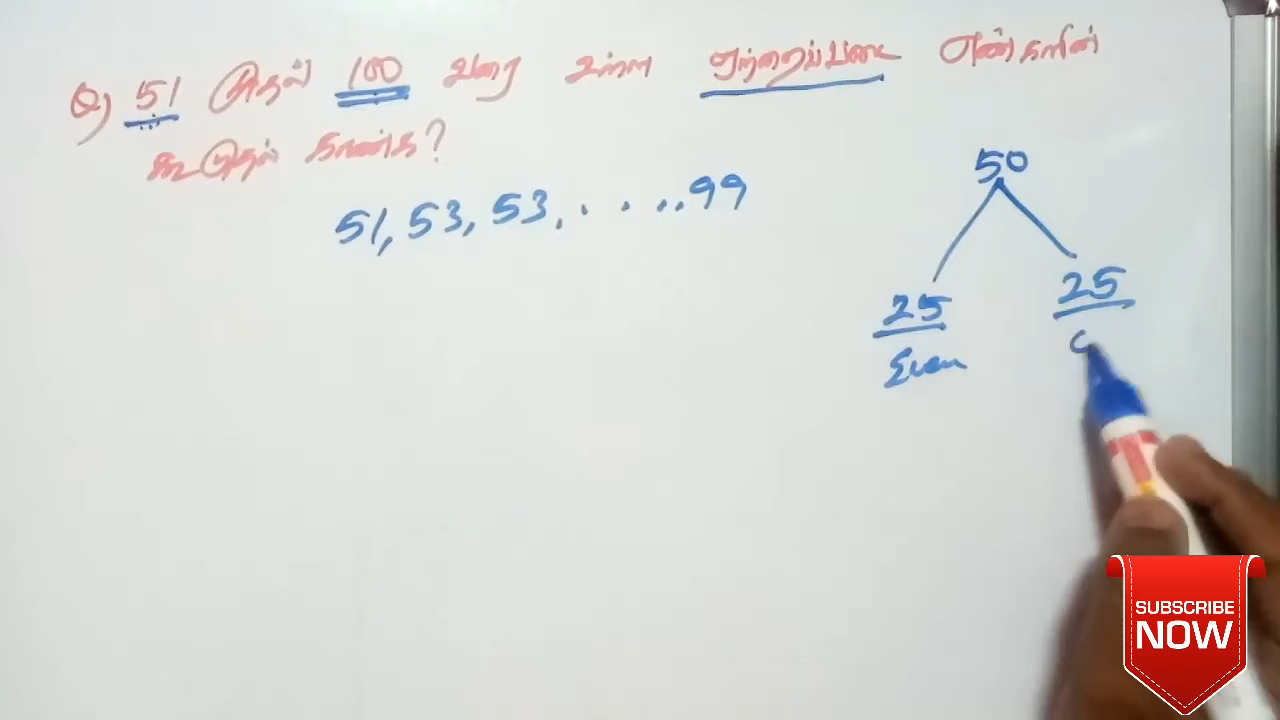 Q) 51 முதல் 100 வரை உள்ள ஒற்றைப்படை எண்களின்
கூடுதல் காண்க?
51, 53, 53, . . . . 99
50
25 25
Even
SUBSCRIBE
NOW